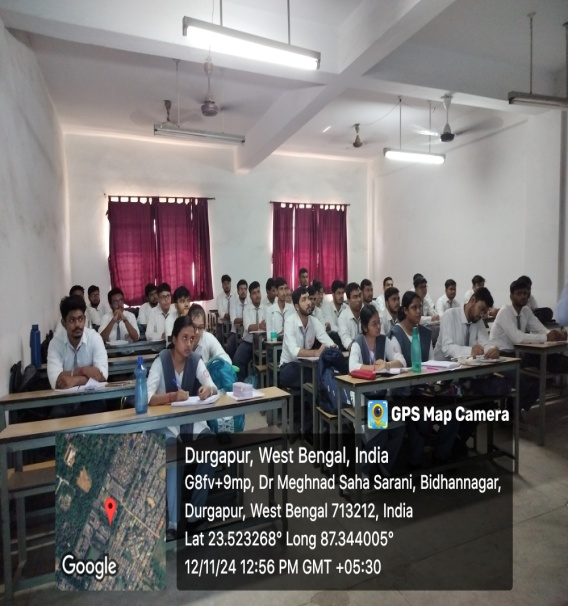 GPS Map Camera
Durgapur, West Bengal, India
G8fv+9mp, Dr Meghnad Saha Sarani, Bidhannagar,
Durgapur, West Bengal 713212, India
Lat 23.523268° Long 87.344005°
12/11/24 12:56 PM GMT +05:30
Google